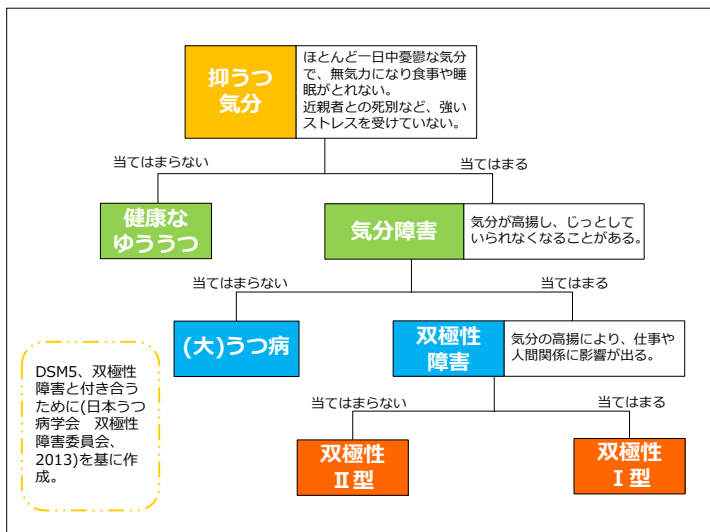 抑うつ
気分
ほとんど一日中憂鬱な気分
で、無気力になり食事や睡
眠がとれない。
近親者との死別など、強い
ストレスを受けていない。
当てはまらない
当てはまる
健康な
ゆううつ
気分障害
気分が高揚し、じっとして
いられなくなることがある。
当てはまらない
当てはまる
(大)うつ病
双極性
障害
気分の高揚により、仕事や
人間関係に影響が出る。
当てはまらない
当てはまる
双極性
Ⅱ型
双極性
Ⅰ型
DSM5、双極性
障害と付き合う
ために(日本うつ
病学会　双極性
障害委員会、
2013)を基に作
成。